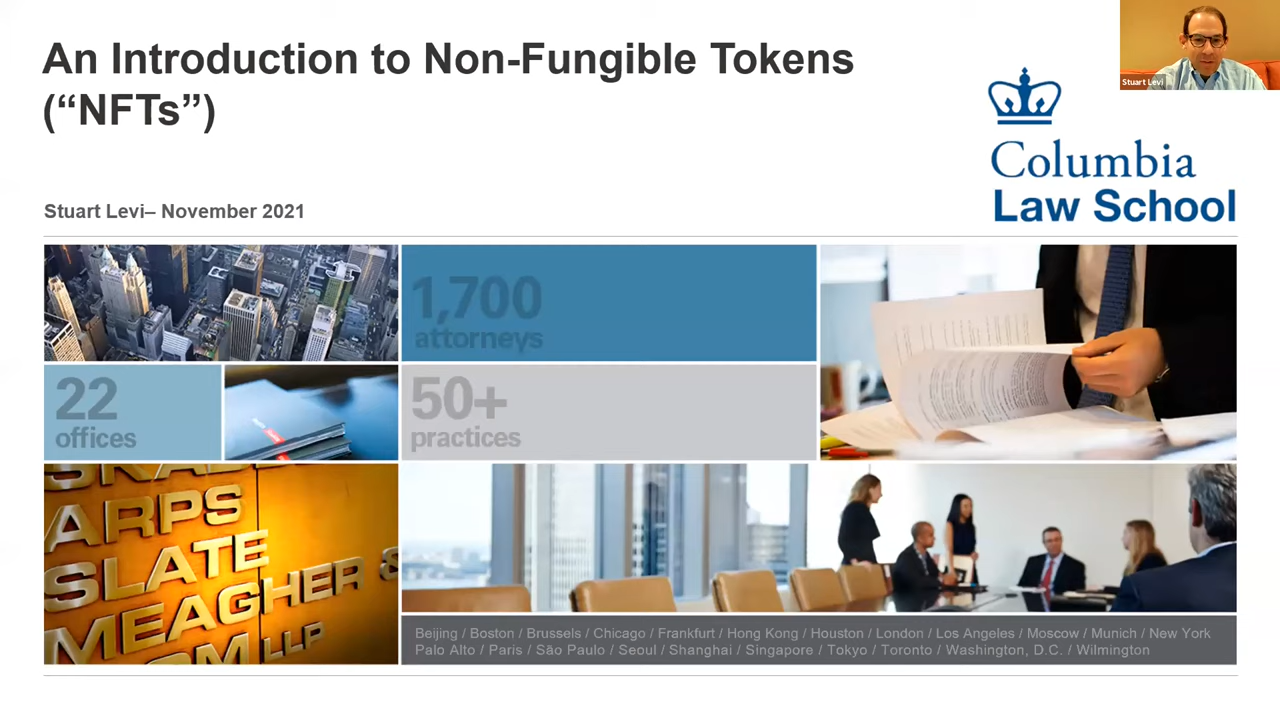 An Introduction to Non-Fungible Tokens
(“NFTs”)
Stuart Levi
Columbia
Law School
Stuart Levi– November 2021
1,700
attorneys
22
offices
50+
practices
ARPS
SLATE
MEAGHER &
LLP
Beijing / Boston / Brussels / Chicago / Frankfurt / Hong Kong / Houston / London / Los Angeles / Moscow / Munich / New York
Palo Alto / Paris / São Paulo / Seoul / Shanghai / Singapore / Tokyo / Toronto / Washington, D.C. / Wilmington